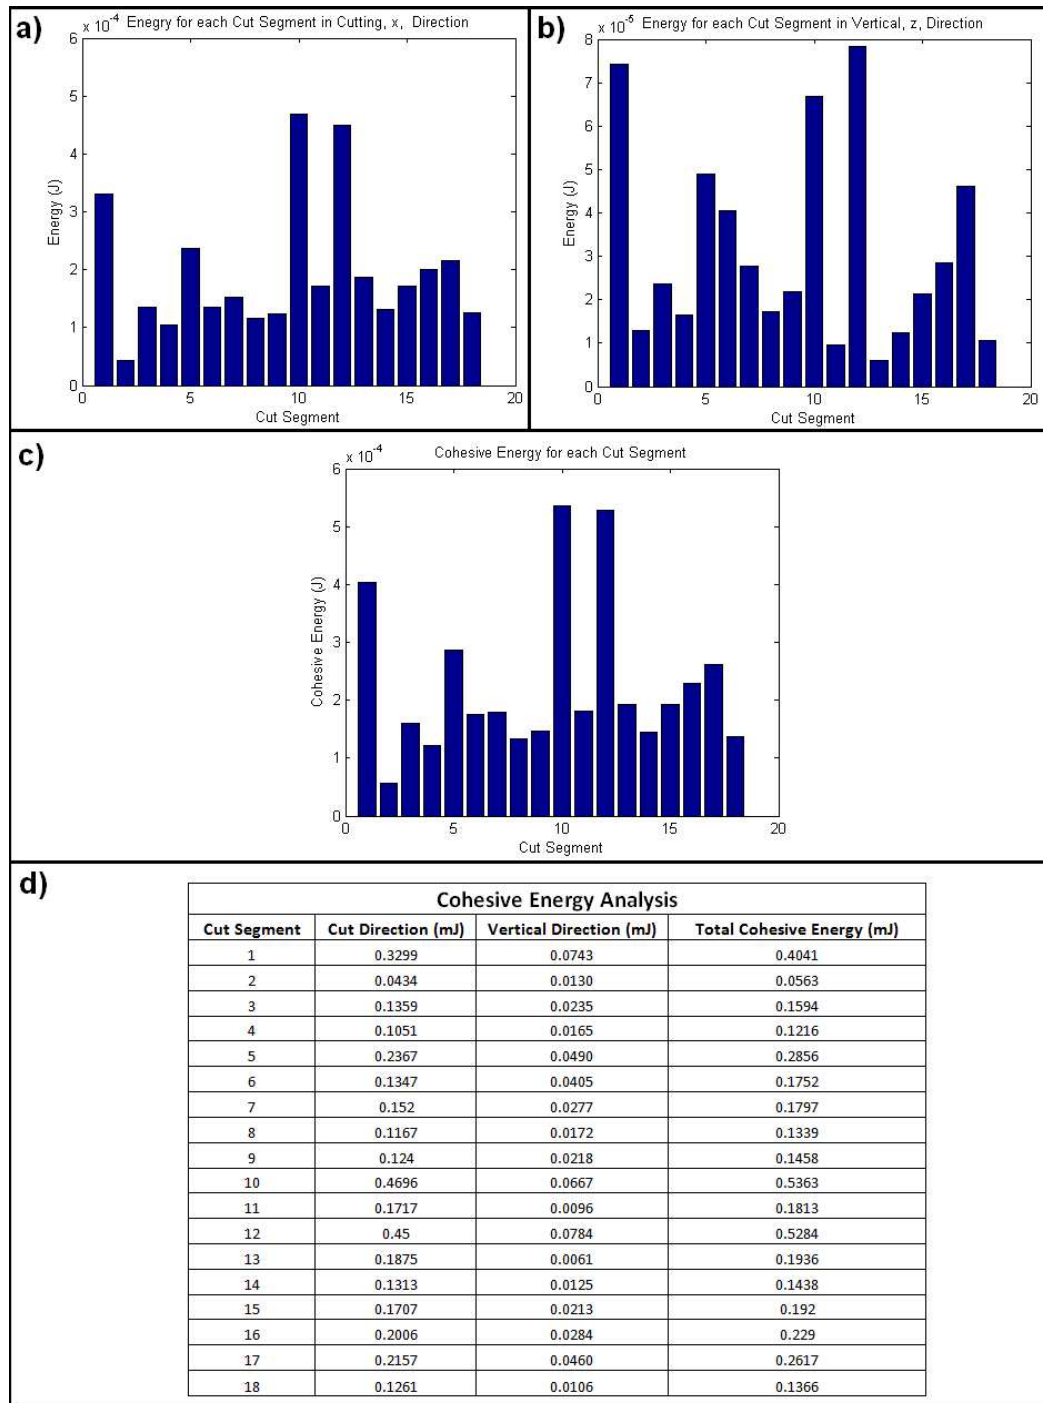 a)
x 10-4 Enegry for each Cut Segment in Cutting, x, Direction
6
5
4
3
2
1
0
Energy (J)
0 5 10 15 20
Cut Segment
b)
x 10-5 Energy for each Cut Segment in Vertical, z, Direction
8
7
6
5
4
3
2
1
0
Energy (J)
0 5 10 15 20
Cut Segment
c)
x 10-4 Cohesive Energy for each Cut Segment
6
5
4
3
2
1
0
Cohesive Energy (J)
0 5 10 15 20
Cut Segment
d)
Cohesive Energy Analysis
Cut Segment Cut Direction (mJ) Vertical Direction (mJ) Total Cohesive Energy (mJ)
1 0.3299 0.0743 0.4041
2 0.0434 0.0130 0.0563
3 0.1359 0.0235 0.1594
4 0.1051 0.0165 0.1216
5 0.2367 0.0490 0.2856
6 0.1347 0.0405 0.1752
7 0.152 0.0277 0.1797
8 0.1167 0.0172 0.1339
9 0.124 0.0218 0.1458
10 0.4696 0.0667 0.5363
11 0.1717 0.0096 0.1813
12 0.45 0.0784 0.5284
13 0.1875 0.0061 0.1936
14 0.1313 0.0125 0.1438
15 0.1707 0.0213 0.192
16 0.2006 0.0284 0.229
17 0.2157 0.0460 0.2617
18 0.1261 0.0106 0.1366